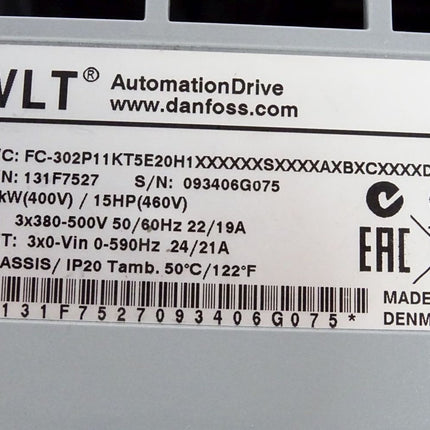 VLT® AutomationDrive
www.danfoss.com
/C: FC-302P11KT5E20H1XXXXXXSXXXXAXBXCXXXXD
/N: 131F7527 S/N: 093406G075
kW(400V) / 15HP(460V)
3x380-500V 50/60Hz 22/19A
T: 3x0-Vin 0-590Hz 24/21A
ASSIS/ IP20 Tamb. 50°C/122°F
131F7527093406G075*
EAC
MADE
DENM